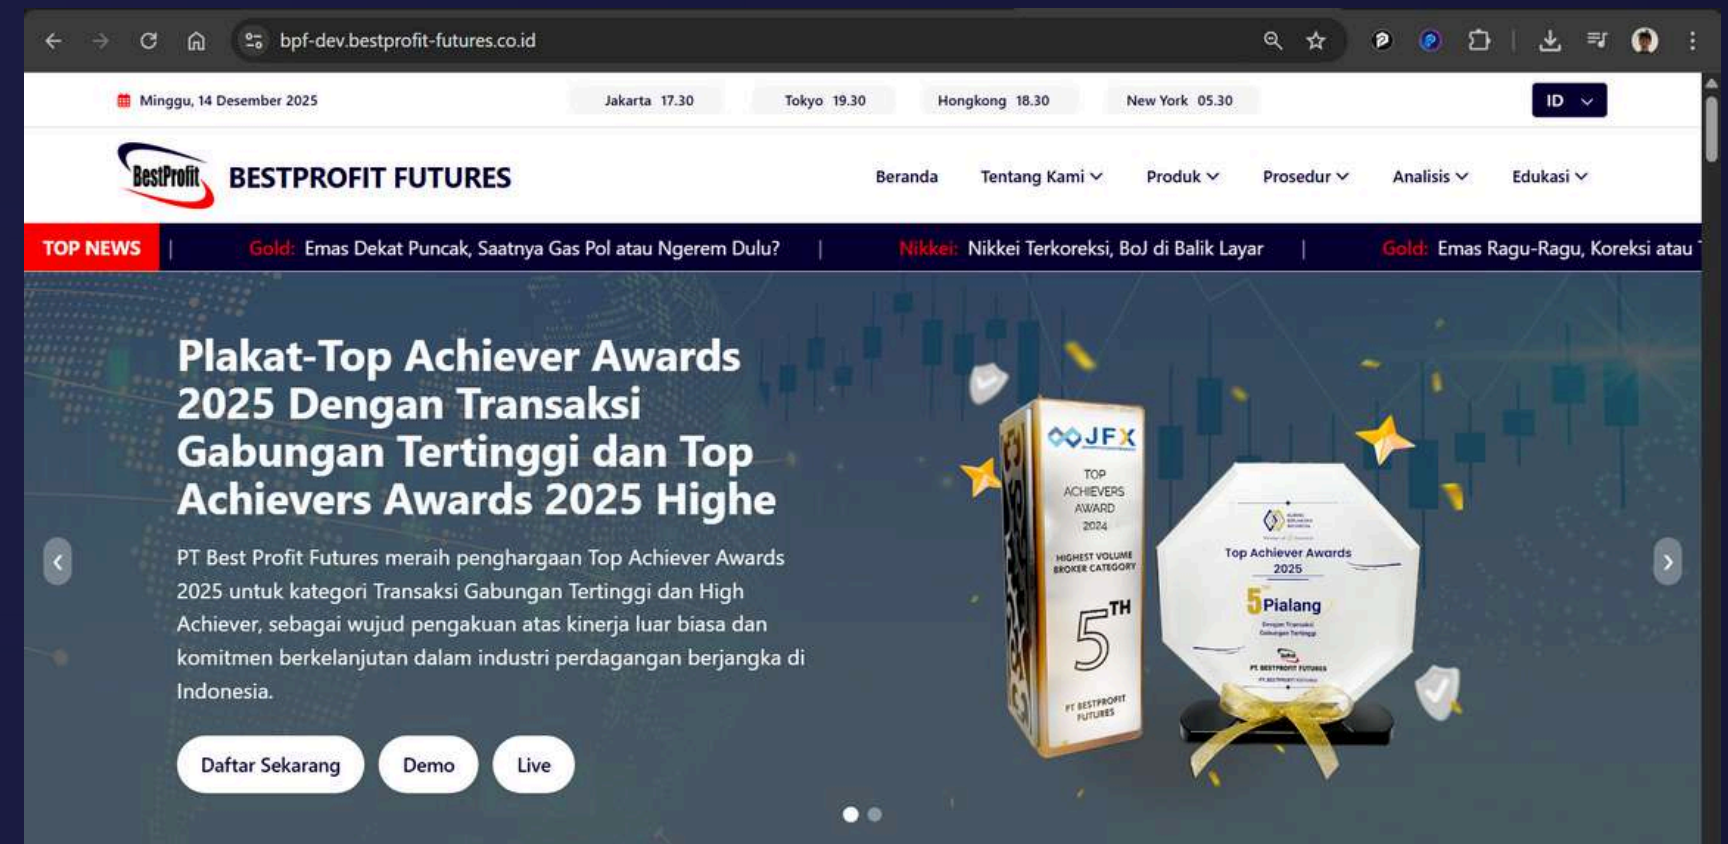 bpf-dev.bestprofit-futures.co.id
Minggu, 14 Desember 2025
Jakarta 17.30
Tokyo 19.30
Hongkong 18.30
New York 05.30
ID
BestProfit
BESTPROFIT FUTURES
Beranda
Tentang Kami
Produk
Prosedur
Analisis
Edukasi
TOP NEWS | Gold: Emas Dekat Puncak, Saatnya Gas Pol atau Ngerem Dulu? | Nikkei: Nikkei Terkoreksi, BoJ di Balik Layar | Gold: Emas Ragu-Ragu, Koreksi atau
Plakat-Top Achiever Awards
2025 Dengan Transaksi
Gabungan Tertinggi dan Top
Achievers Awards 2025 Highe
PT Best Profit Futures meraih penghargaan Top Achiever Awards
2025 untuk kategori Transaksi Gabungan Tertinggi dan High
Achiever, sebagai wujud pengakuan atas kinerja luar biasa dan
komitmen berkelanjutan dalam industri perdagangan berjangka di
Indonesia.
Daftar Sekarang
Demo
Live
JFX
TOP
ACHIEVERS
AWARD
2024
HIGHEST VOLUME
BROKER CATEGORY
5TH
PT BESTPROFIT
FUTURES
Top Achiever Awards
2025
5 Pialang
Dengan Transaksi
Gabungan Tertinggi
PT. BESTPROFIT FUTURES